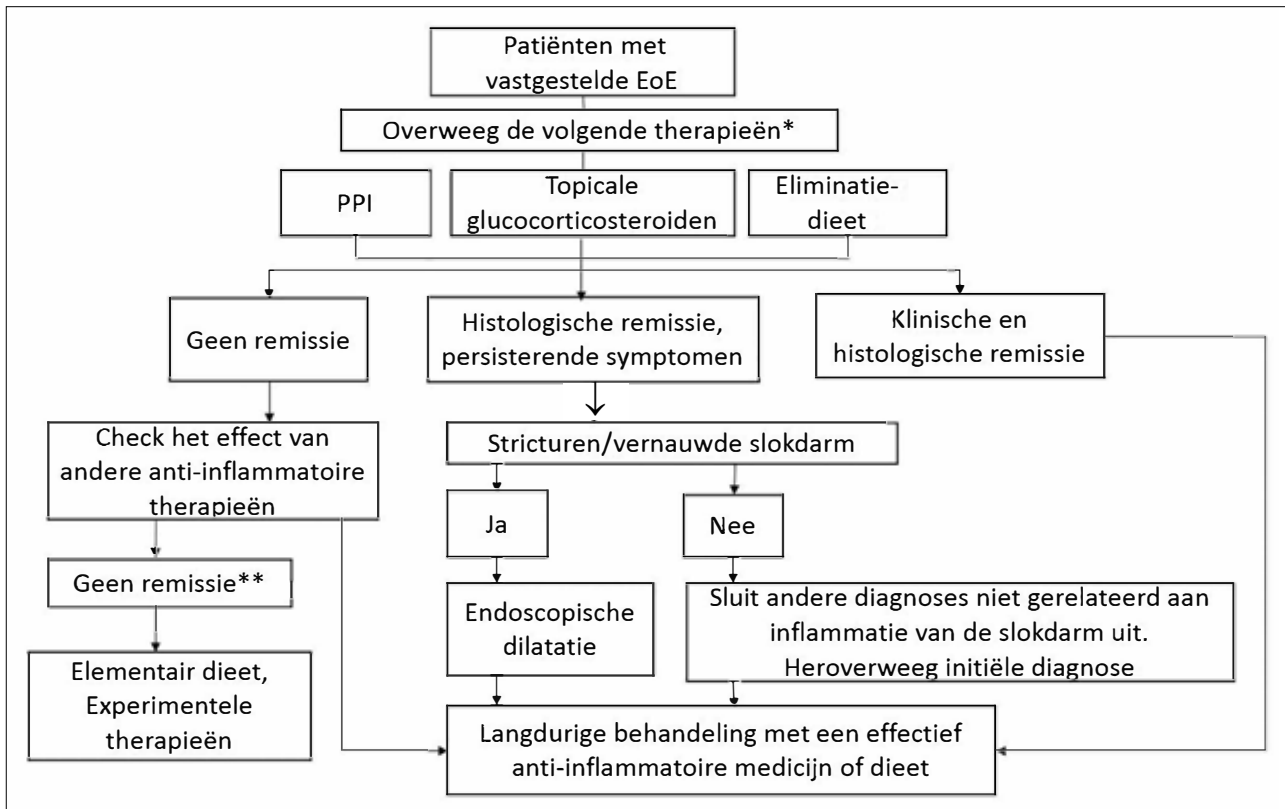 Patiënten met
vastgestelde EoE
Overweeg de volgende therapieën*
PPI
Topicale
glucocorticosteroiden
Eliminatie-
dieet
Geen remissie
Histologische remissie,
persisterende symptomen
Klinische en
histologische remissie
Check het effect van
andere anti-inflammatoire
therapieën
Stricturen/vernauwde slokdarm
Ja
Nee
Geen remissie**
Endoscopische
dilatatie
Sluit andere diagnoses niet gerelateerd aan
inflammatie van de slokdarm uit.
Heroverweeg initiële diagnose
Elementair dieet,
Experimentele
therapieën
Langdurige behandeling met een effectief
anti-inflammatoire medicijn of dieet